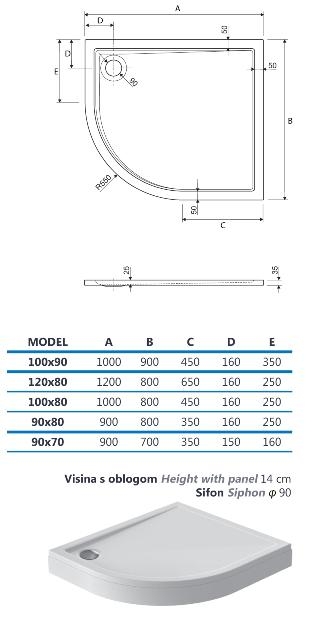 A
D
50
D
E
50
90
B
R550
50
C
25
35
MODEL A B C D E
100x90 1000 900 450 160 350
120x80 1200 800 650 160 250
100x80 1000 800 450 160 250
90x80 900 800 350 160 250
90x70 900 700 350 150 160
Visina s oblogom Height with panel 14 cm
Sifon Siphon φ 90